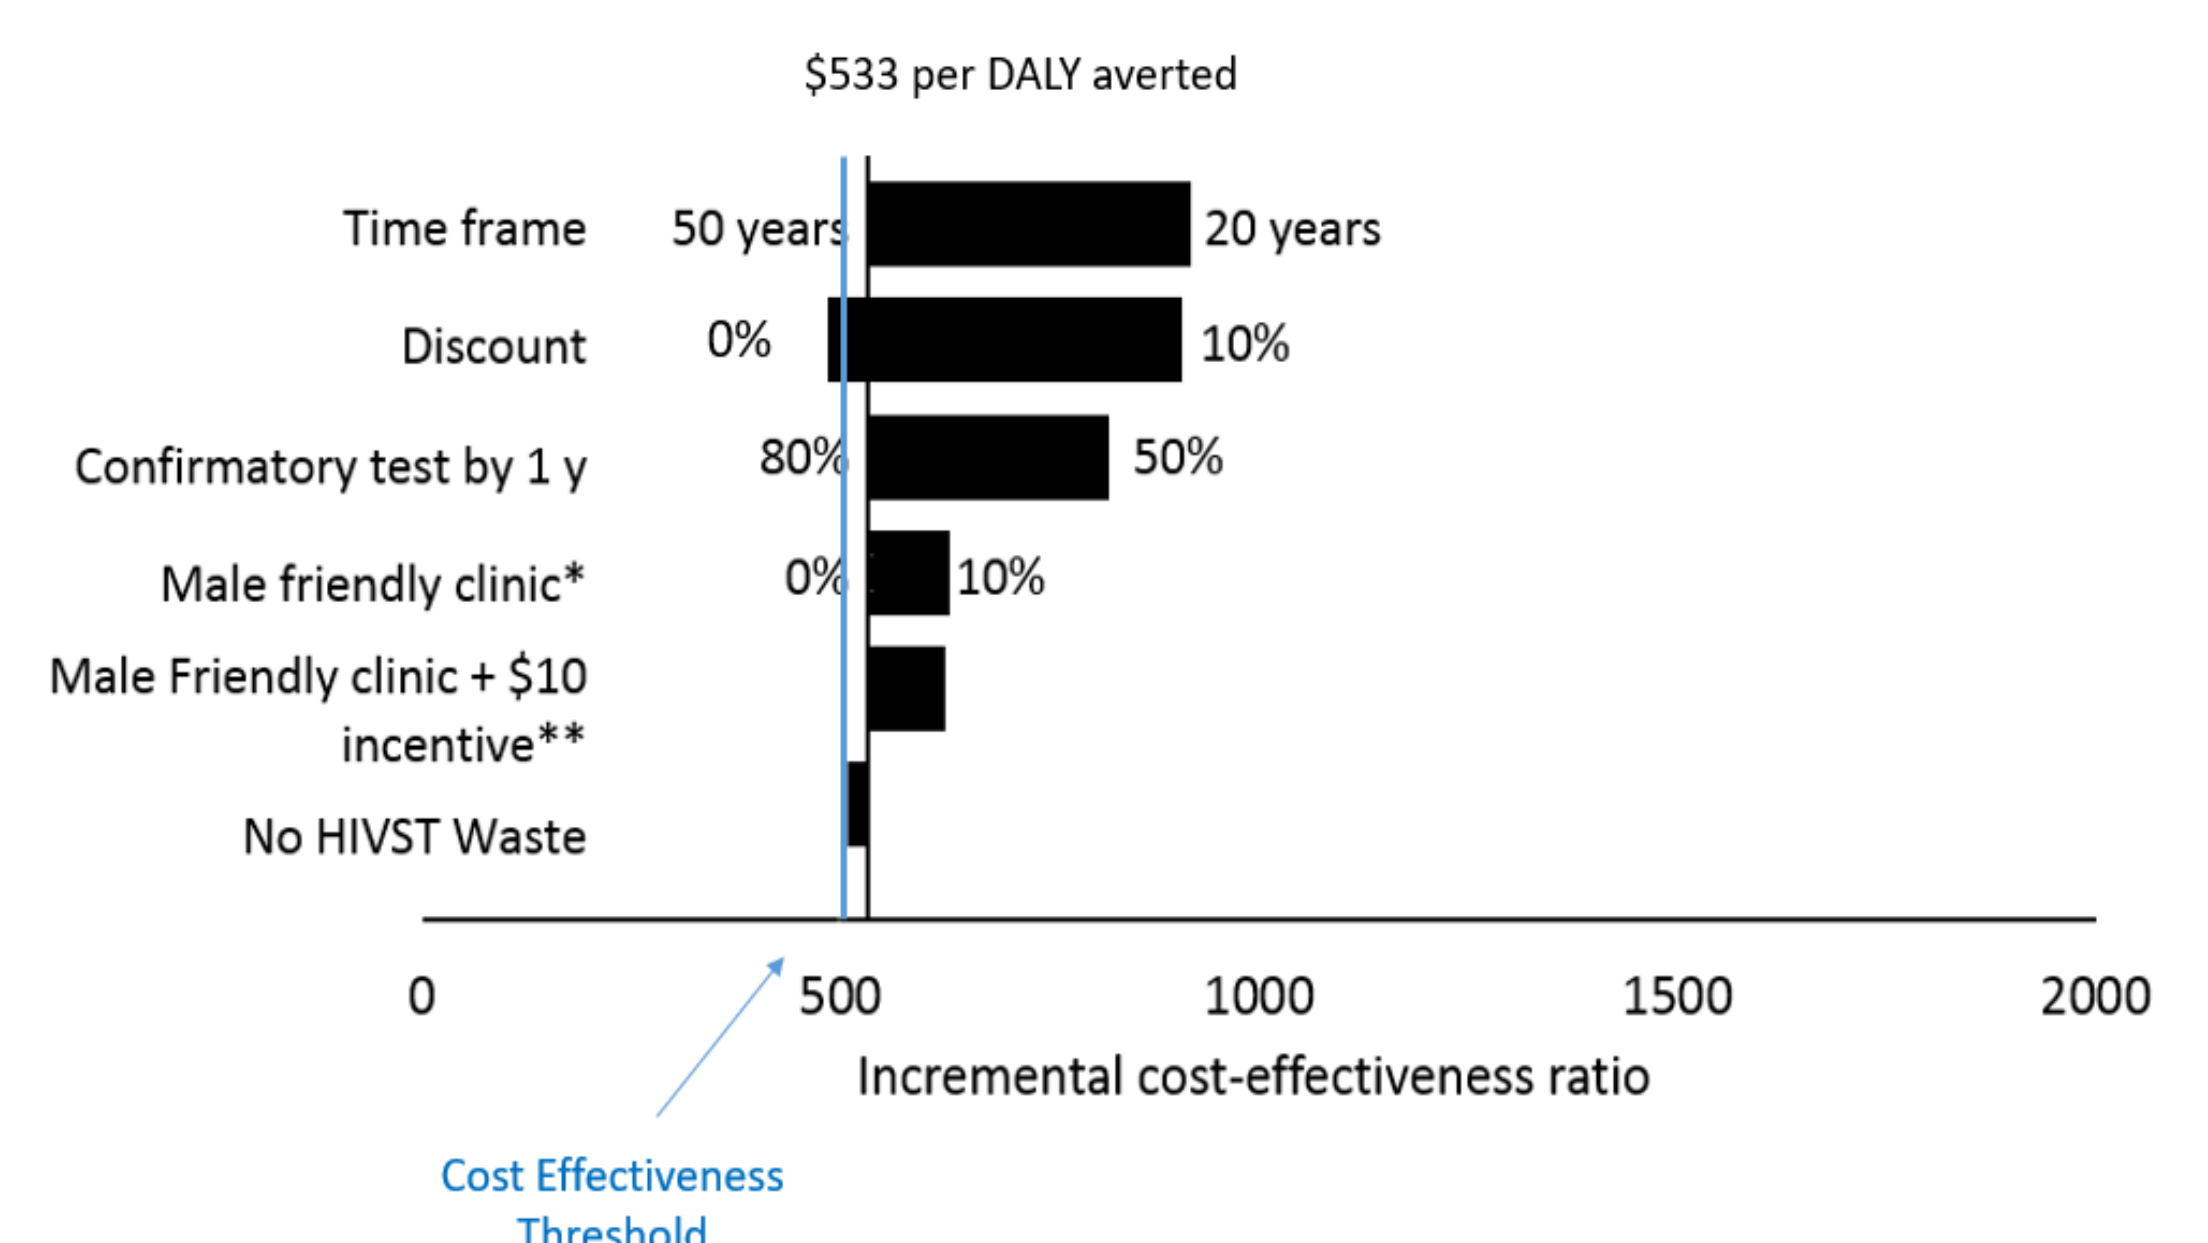 $533 per DALY averted
Time frame 50 years 20 years
Discount 0% 10%
Confirmatory test by 1 y 80% 50%
Male friendly clinic* 0% 10%
Male Friendly clinic + $10
incentive**
No HIVST Waste
0 500 1000 1500 2000
Incremental cost-effectiveness ratio
Cost Effectiveness
Threshold